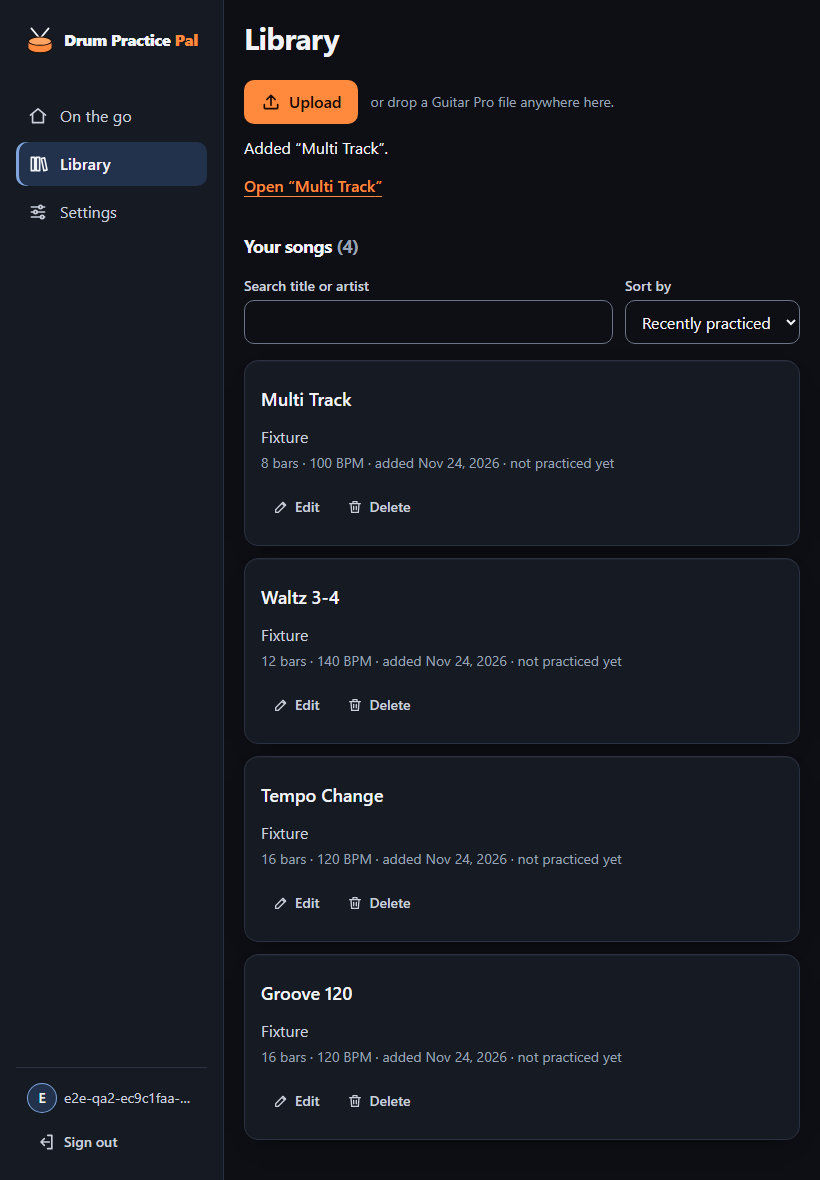 Drum Practice Pal
On the go
Library
Settings
e2e-qa2-ec9c1faa-...
Sign out
Library
Upload
or drop a Guitar Pro file anywhere here.
Added “Multi Track”.
Open “Multi Track”
Your songs (4)
Search title or artist
Sort by
Recently practiced
Multi Track
Fixture
8 bars · 100 BPM · added Nov 24, 2026 · not practiced yet
Edit Delete
Waltz 3-4
Fixture
12 bars · 140 BPM · added Nov 24, 2026 · not practiced yet
Edit Delete
Tempo Change
Fixture
16 bars · 120 BPM · added Nov 24, 2026 · not practiced yet
Edit Delete
Groove 120
Fixture
16 bars · 120 BPM · added Nov 24, 2026 · not practiced yet
Edit Delete
E